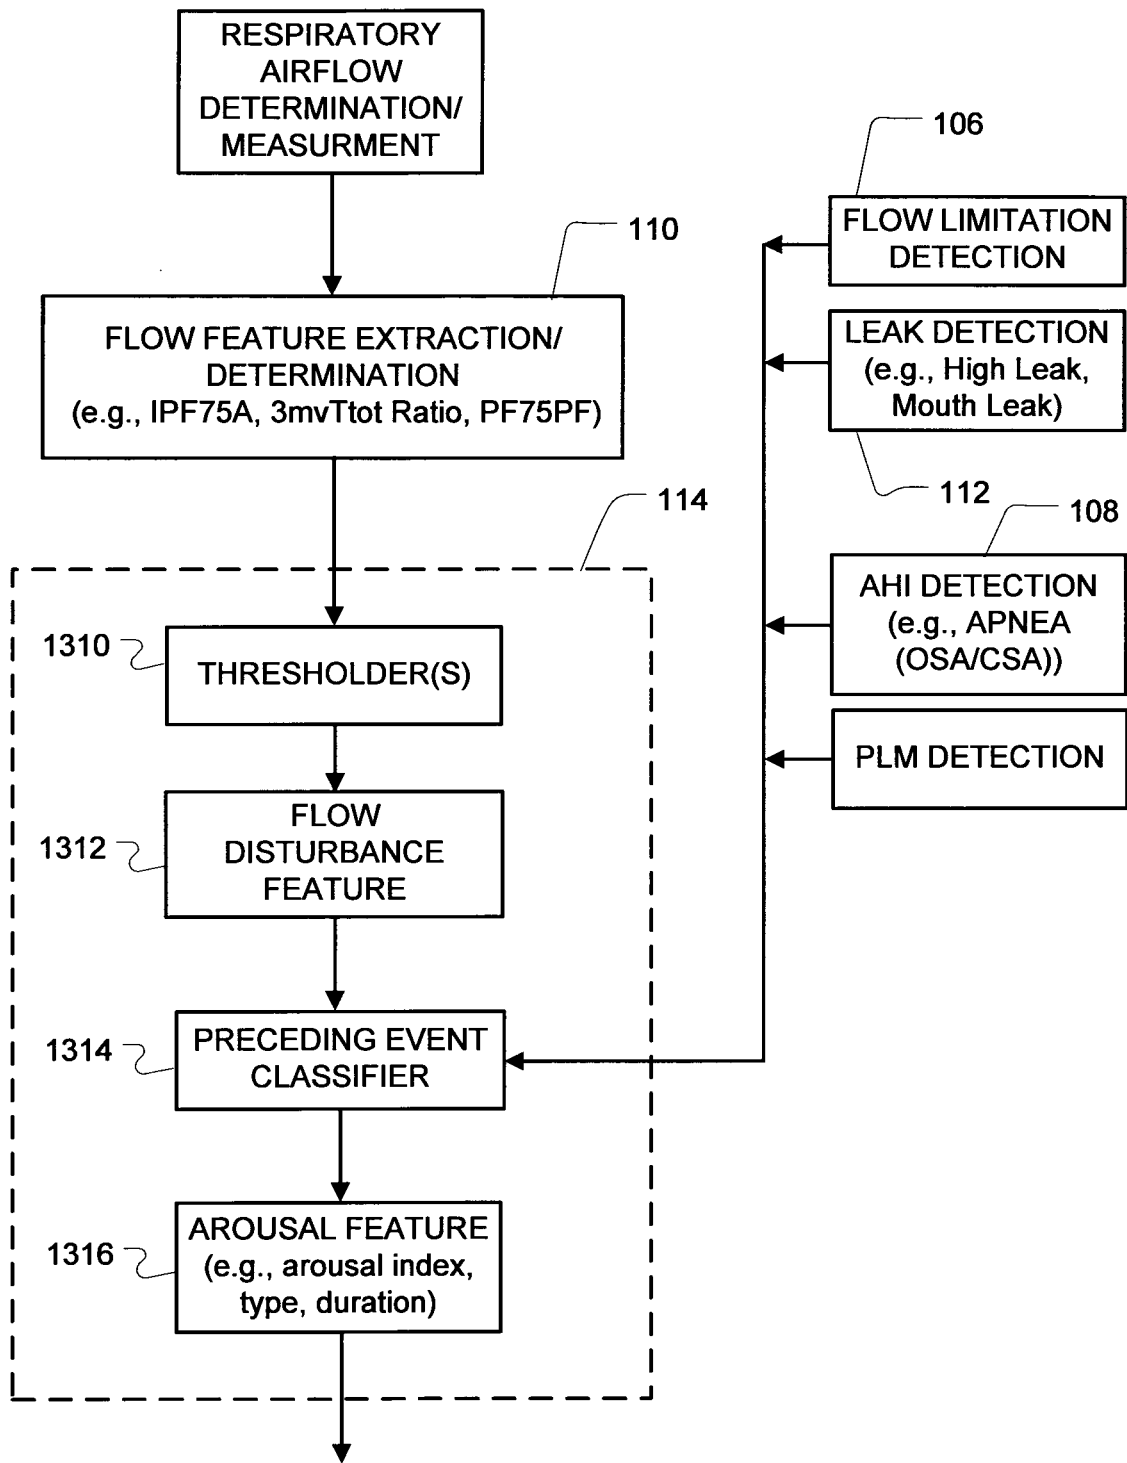 RESPIRATORY
AIRFLOW
DETERMINATION/
MEASURMENT
106
FLOW LIMITATION
DETECTION
110
FLOW FEATURE EXTRACTION/
DETERMINATION
(e.g., IPF75A, 3mvTtot Ratio, PF75PF)
LEAK DETECTION
(e.g., High Leak,
Mouth Leak)
112
114
108
AHI DETECTION
(e.g., APNEA
(OSA/CSA))
1310
THRESHOLDER(S)
PLM DETECTION
1312
FLOW
DISTURBANCE
FEATURE
1314
PRECEDING EVENT
CLASSIFIER
1316
AROUSAL FEATURE
(e.g., arousal index,
type, duration)